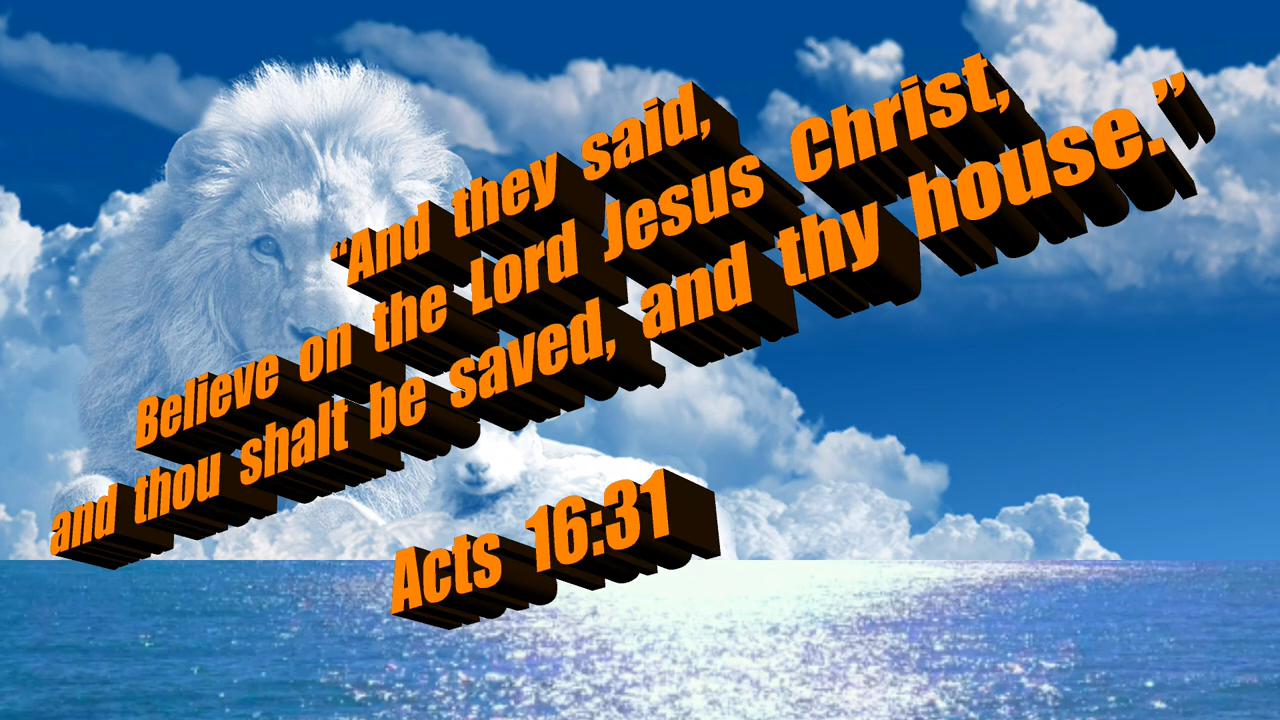 “And they said,
Believe on the Lord Jesus Christ,
and thou shalt be saved, and thy house.”
Acts 16:31